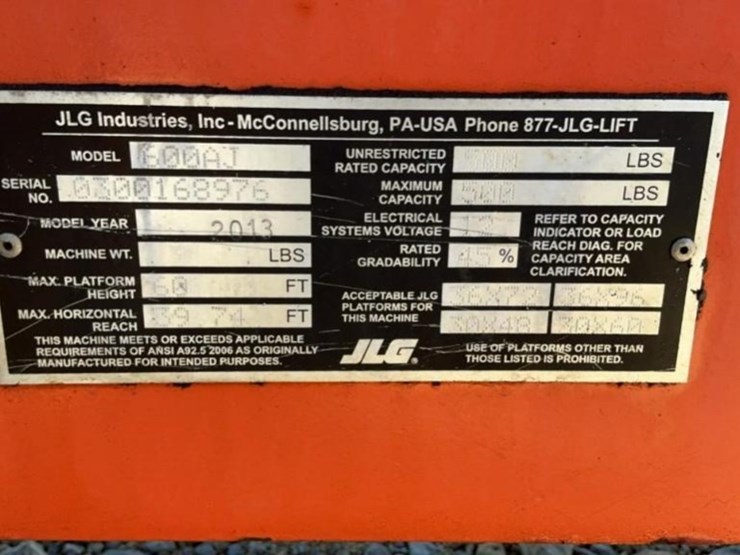 JLG Industries, Inc - McConnellsburg, PA-USA Phone 877-JLG-LIFT
MODEL 600AJ
SERIAL NO. 0300168976
MODEL YEAR 2013
MACHINE WT. LBS
MAX. PLATFORM HEIGHT 60 FT
MAX. HORIZONTAL REACH 39.74 FT
THIS MACHINE MEETS OR EXCEEDS APPLICABLE
REQUIREMENTS OF ANSI A92.5 2006 AS ORIGINALLY
MANUFACTURED FOR INTENDED PURPOSES.
UNRESTRICTED RATED CAPACITY 500 LBS
MAXIMUM CAPACITY 500 LBS
ELECTRICAL SYSTEMS VOLTAGE 12
RATED GRADABILITY 45 %
REFER TO CAPACITY
INDICATOR OR LOAD
REACH DIAG. FOR
CAPACITY AREA
CLARIFICATION.
ACCEPTABLE JLG
PLATFORMS FOR
THIS MACHINE
36X72 36X96
30X48 30X60
JLG
USE OF PLATFORMS OTHER THAN
THOSE LISTED IS PROHIBITED.